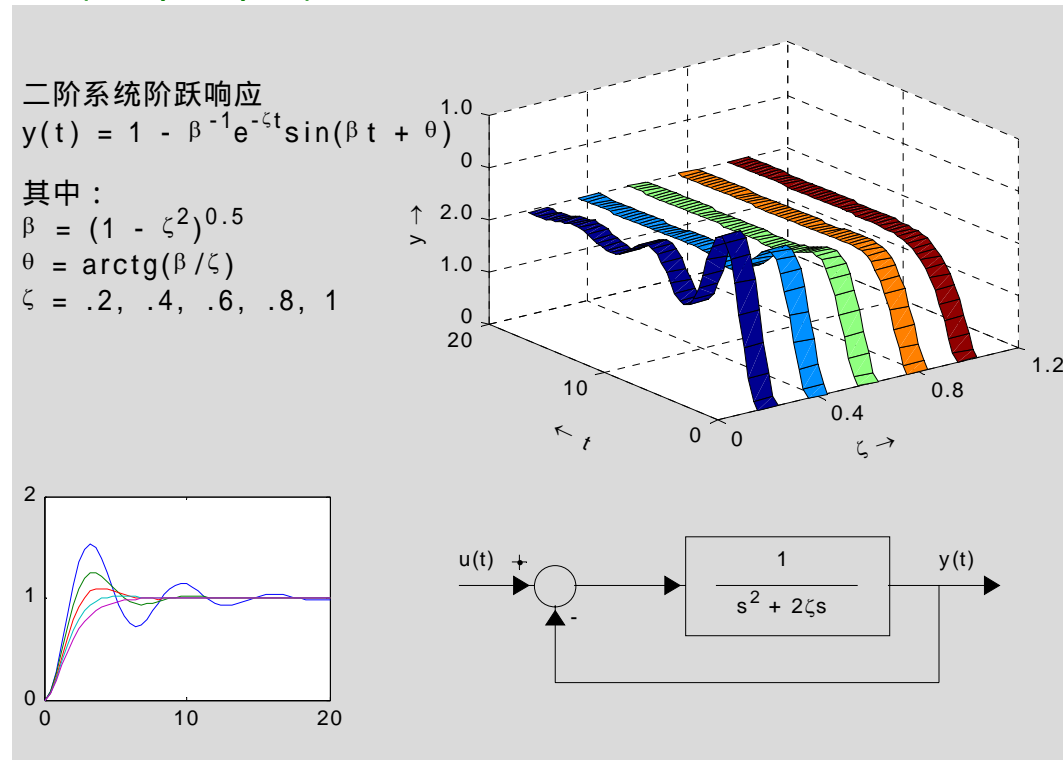 二阶系统阶跃响应
y(t) = 1 - β⁻¹e⁻ζᵗsin(βt + θ)
其中：
β = (1 - ζ²)⁰·⁵
θ = arctg(β/ζ)
ζ = .2, .4, .6, .8, 1
1.0
0
2.0
1.0
0
y →
20
10
0
← t
0
0.4
0.8
1.2
ζ →
2
1
0
0
10
20
u(t)
+
-
1
s² + 2ζs
y(t)